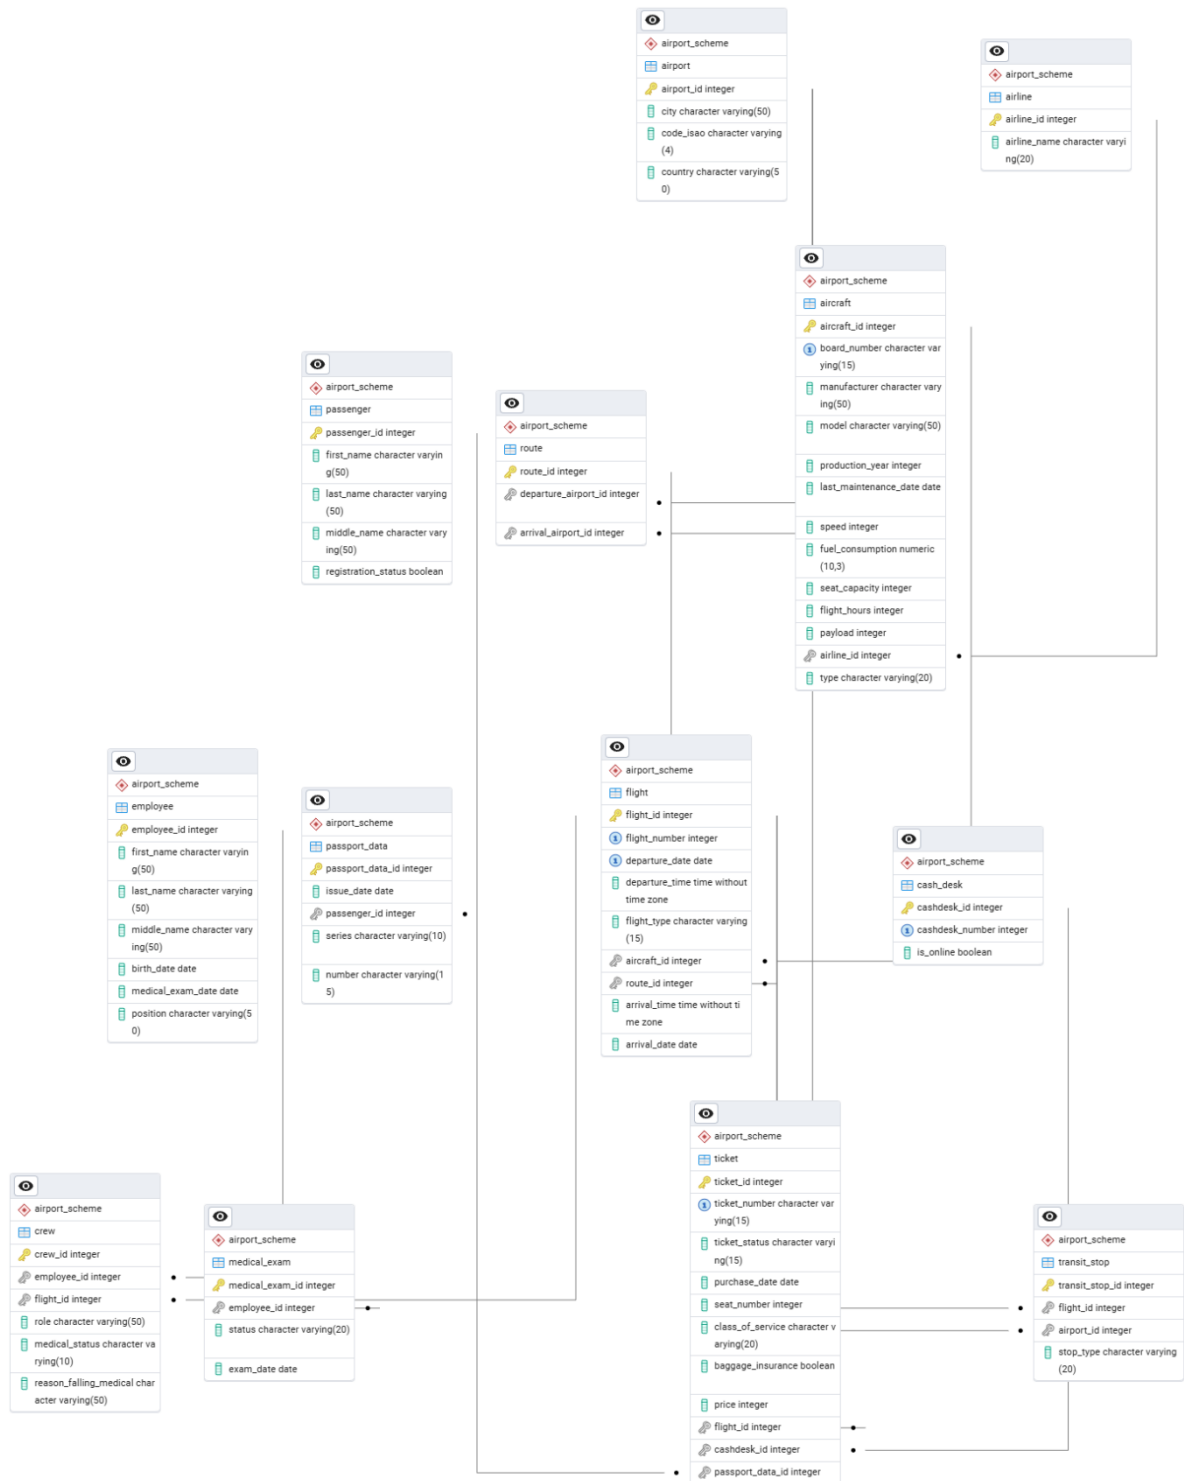 airport_scheme
airport
airport_id integer
city character varying(50)
code_isao character varying
(4)
country character varying(5
0)
airport_scheme
airline
airline_id integer
airline_name character varyi
ng(20)
airport_scheme
aircraft
aircraft_id integer
board_number character var
ying(15)
manufacturer character vary
ing(50)
model character varying(50)
production_year integer
last_maintenance_date date
speed integer
fuel_consumption numeric
(10,3)
seat_capacity integer
flight_hours integer
payload integer
airline_id integer
type character varying(20)
airport_scheme
passenger
passenger_id integer
first_name character varyin
g(50)
last_name character varying
(50)
middle_name character vary
ing(50)
registration_status boolean
airport_scheme
route
route_id integer
departure_airport_id integer
arrival_airport_id integer
airport_scheme
employee
employee_id integer
first_name character varyin
g(50)
last_name character varying
(50)
middle_name character vary
ing(50)
birth_date date
medical_exam_date date
position character varying(5
0)
airport_scheme
passport_data
passport_data_id integer
issue_date date
passenger_id integer
series character varying(10)
number character varying(1
5)
airport_scheme
flight
flight_id integer
flight_number integer
departure_date date
departure_time time without
time zone
flight_type character varying
(15)
aircraft_id integer
route_id integer
arrival_time time without ti
me zone
arrival_date date
airport_scheme
cash_desk
cashdesk_id integer
cashdesk_number integer
is_online boolean
airport_scheme
crew
crew_id integer
employee_id integer
flight_id integer
role character varying(50)
medical_status character va
rying(10)
reason_falling_medical char
acter varying(50)
airport_scheme
medical_exam
medical_exam_id integer
employee_id integer
status character varying(20)
exam_date date
airport_scheme
ticket
ticket_id integer
ticket_number character var
ying(15)
ticket_status character varyi
ng(15)
purchase_date date
seat_number integer
class_of_service character v
arying(20)
baggage_insurance boolean
price integer
flight_id integer
cashdesk_id integer
passport_data_id integer
airport_scheme
transit_stop
transit_stop_id integer
flight_id integer
airport_id integer
stop_type character varying
(20)